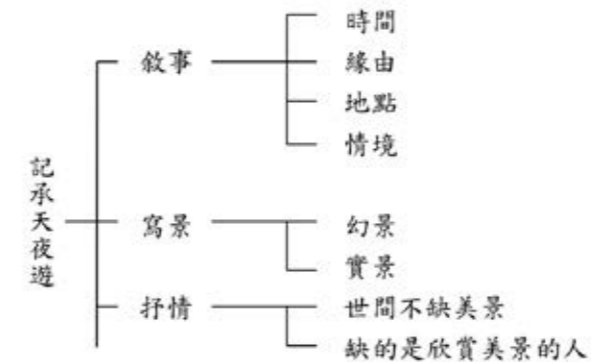 記承天夜遊
敘事
時間
緣由
地點
情境
寫景
幻景
實景
抒情
世間不缺美景
缺的是欣賞美景的人